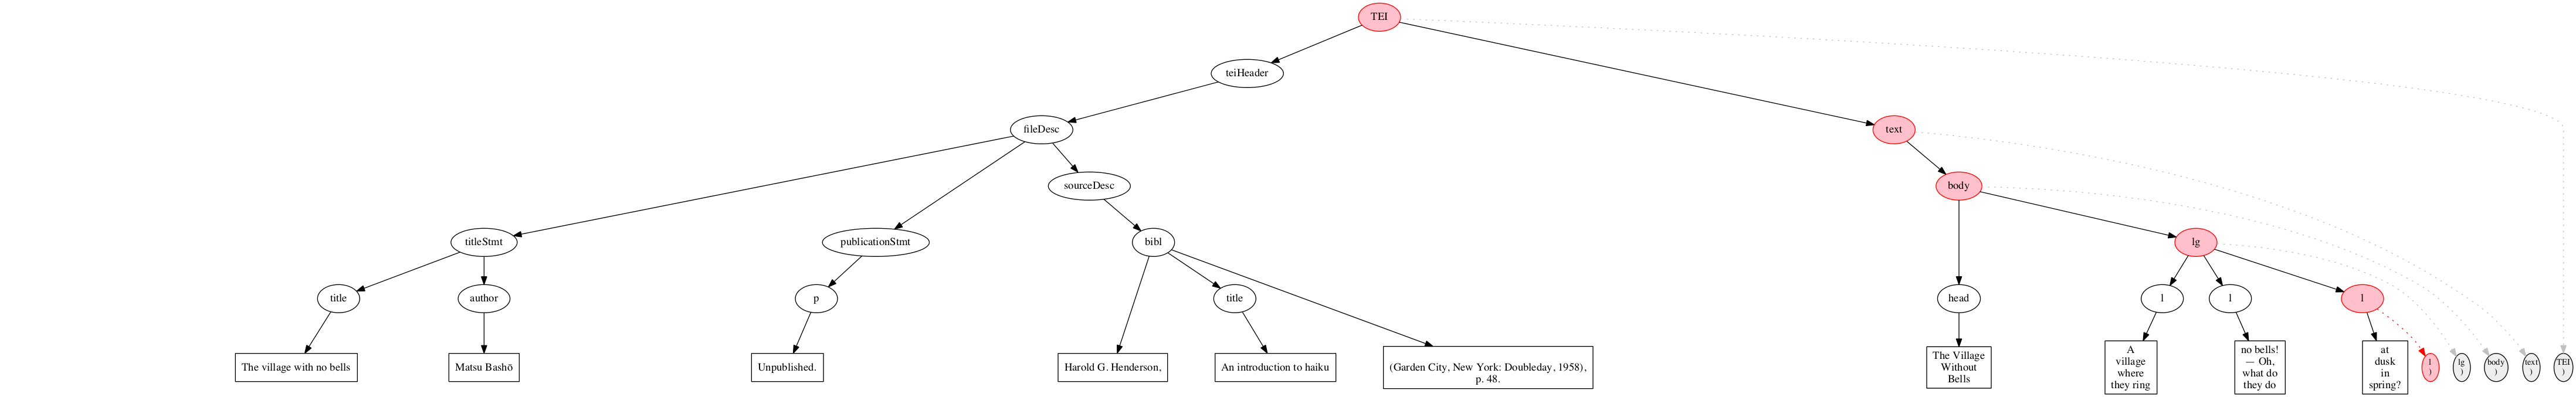 TEI
teiHeader
fileDesc
text
sourceDesc
body
titleStmt
publicationStmt
bibl
lg
title
author
p
title
head
l
l
l
The village with no bells
Matsu Bashō
Unpublished.
Harold G. Henderson,
An introduction to haiku
(Garden City, New York: Doubleday, 1958),
p. 48.
The Village
Without
Bells
A
village
where
they ring
no bells!
— Oh,
what do
they do
at
dusk
in
spring?
l
)
lg
)
body
)
text
)
TEI
)